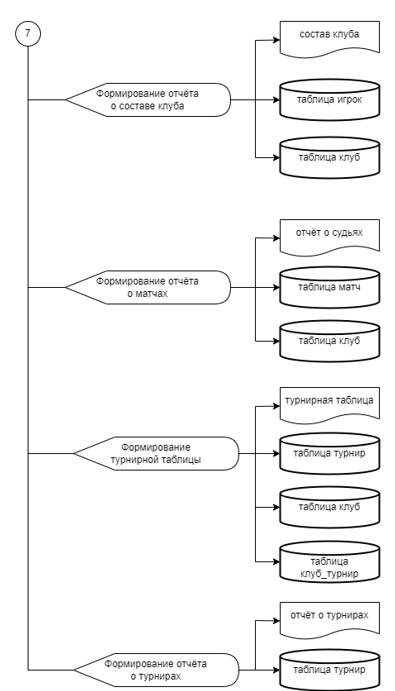 7
состав клуба
Формирование отчёта
о составе клуба
таблица игрок
таблица клуб
отчёт о судьях
Формирование отчёта
о матчах
таблица матч
таблица клуб
турнирная таблица
Формирование
турнирной таблицы
таблица турнир
таблица клуб
таблица
клуб_турнир
отчёт о турнирах
Формирование отчёта
о турнирах
таблица турнир